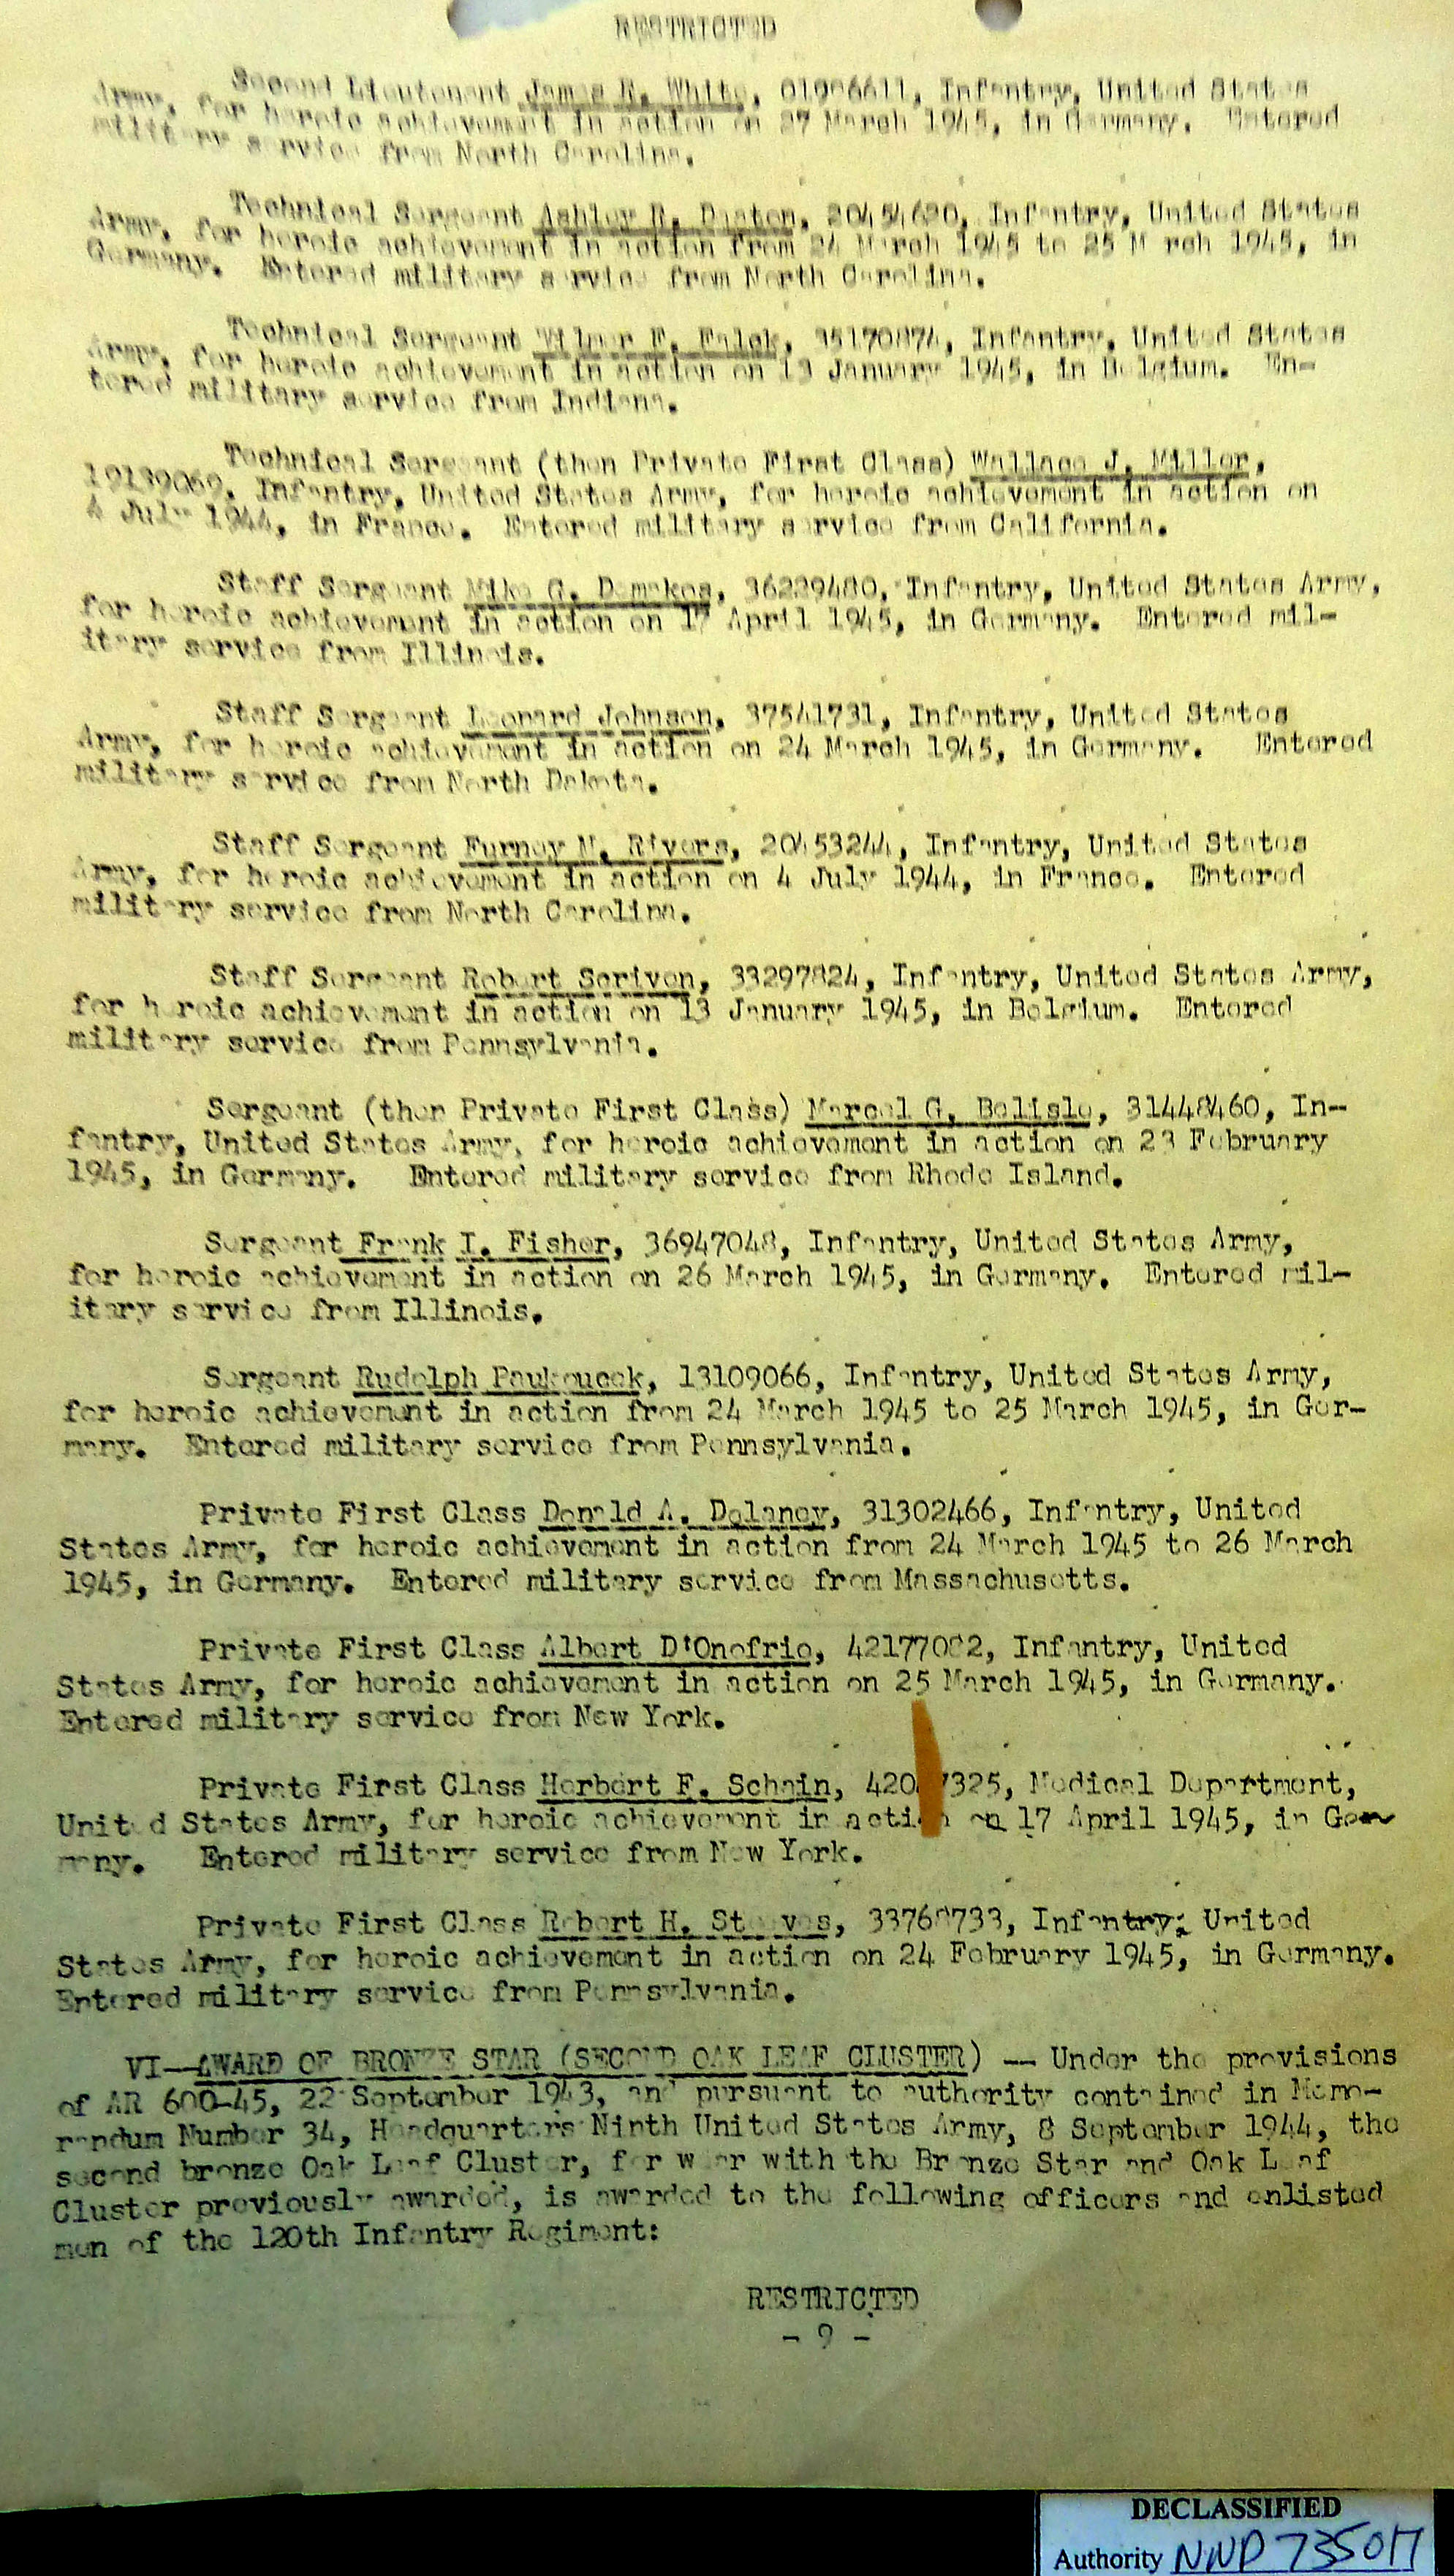 RESTRICTED
Second Lieutenant James R. White, Infantry, United States
Army, for heroic achievement in action on 27 March 1945, in Germany. Entered
military service from North Carolina.
Technical Sergeant Ashley R. 20454620, Infantry, United States
Army, for heroic achievement in action from 24 March 1945 to 25 March 1945, in
Germany. Entered military service from North Carolina.
Technical Sergeant F. Falck, 35170874, Infantry, United States
Army, for heroic achievement in action on 13 January 1945, in Belgium. En-
tered military service from Indiana.
Technical Sergeant (then Private First Class) Wallace J. Miller,
19139069, Infantry, United States Army, for heroic achievement in action on
4 July 1944, in France. Entered military service from California.
Staff Sergeant Mike G. Demakos, 36229480, Infantry, United States Army,
for heroic achievement in action on 17 April 1945, in Germany. Entered mil-
itary service from Illinois.
Staff Sergeant Leonard Johnson, 37541731, Infantry, United States
Army, for heroic achievement in action on 24 March 1945, in Germany. Entered
military service from North Dakota.
Staff Sergeant Furney N. Rivers, 20453244, Infantry, United States
Army, for heroic achievement in action on 4 July 1944, in France. Entered
military service from North Carolina.
Staff Sergeant Robert Scriven, 33297824, Infantry, United States Army,
for heroic achievement in action on 13 January 1945, in Belgium. Entered
military service from Pennsylvania.
Sergeant (then Private First Class) Marcel G. Belisle, 31448460, In-
fantry, United States Army, for heroic achievement in action on 23 February
1945, in Germany. Entered military service from Rhode Island.
Sergeant Frank I. Fisher, 36947048, Infantry, United States Army,
for heroic achievement in action on 26 March 1945, in Germany. Entered mil-
itary service from Illinois.
Sergeant Rudolph Paukoucek, 13109066, Infantry, United States Army,
for heroic achievement in action from 24 March 1945 to 25 March 1945, in Ger-
many. Entered military service from Pennsylvania.
Private First Class Donald A. Delaney, 31302466, Infantry, United
States Army, for heroic achievement in action from 24 March 1945 to 26 March
1945, in Germany. Entered military service from Massachusetts.
Private First Class Albert D'Onofrio, Infantry, United
States Army, for heroic achievement in action on 25 March 1945, in Germany.
Entered military service from New York.
Private First Class Herbert F. Schain, Medical Department,
United States Army, for heroic achievement in action on 17 April 1945, in Ger
many. Entered military service from New York.
Private First Class Robert H. Steeves, 33768733, Infantry, United
States Army, for heroic achievement in action on 24 February 1945, in Germany.
Entered military service from Pennsylvania.
VI—AWARD OF BRONZE STAR (SECOND OAK LEAF CLUSTER) — Under the provisions
of AR 600-45, 22 September 1943, and pursuant to authority contained in Memo-
randum Number 34, Headquarters Ninth United States Army, 8 September 1944, the
second bronze Oak Leaf Cluster, for wear with the Bronze Star and Oak Leaf
Cluster previously awarded, is awarded to the following officers and enlisted
men of the 120th Infantry Regiment:
RESTRICTED
- 9 -
DECLASSIFIED
Authority NND 735017